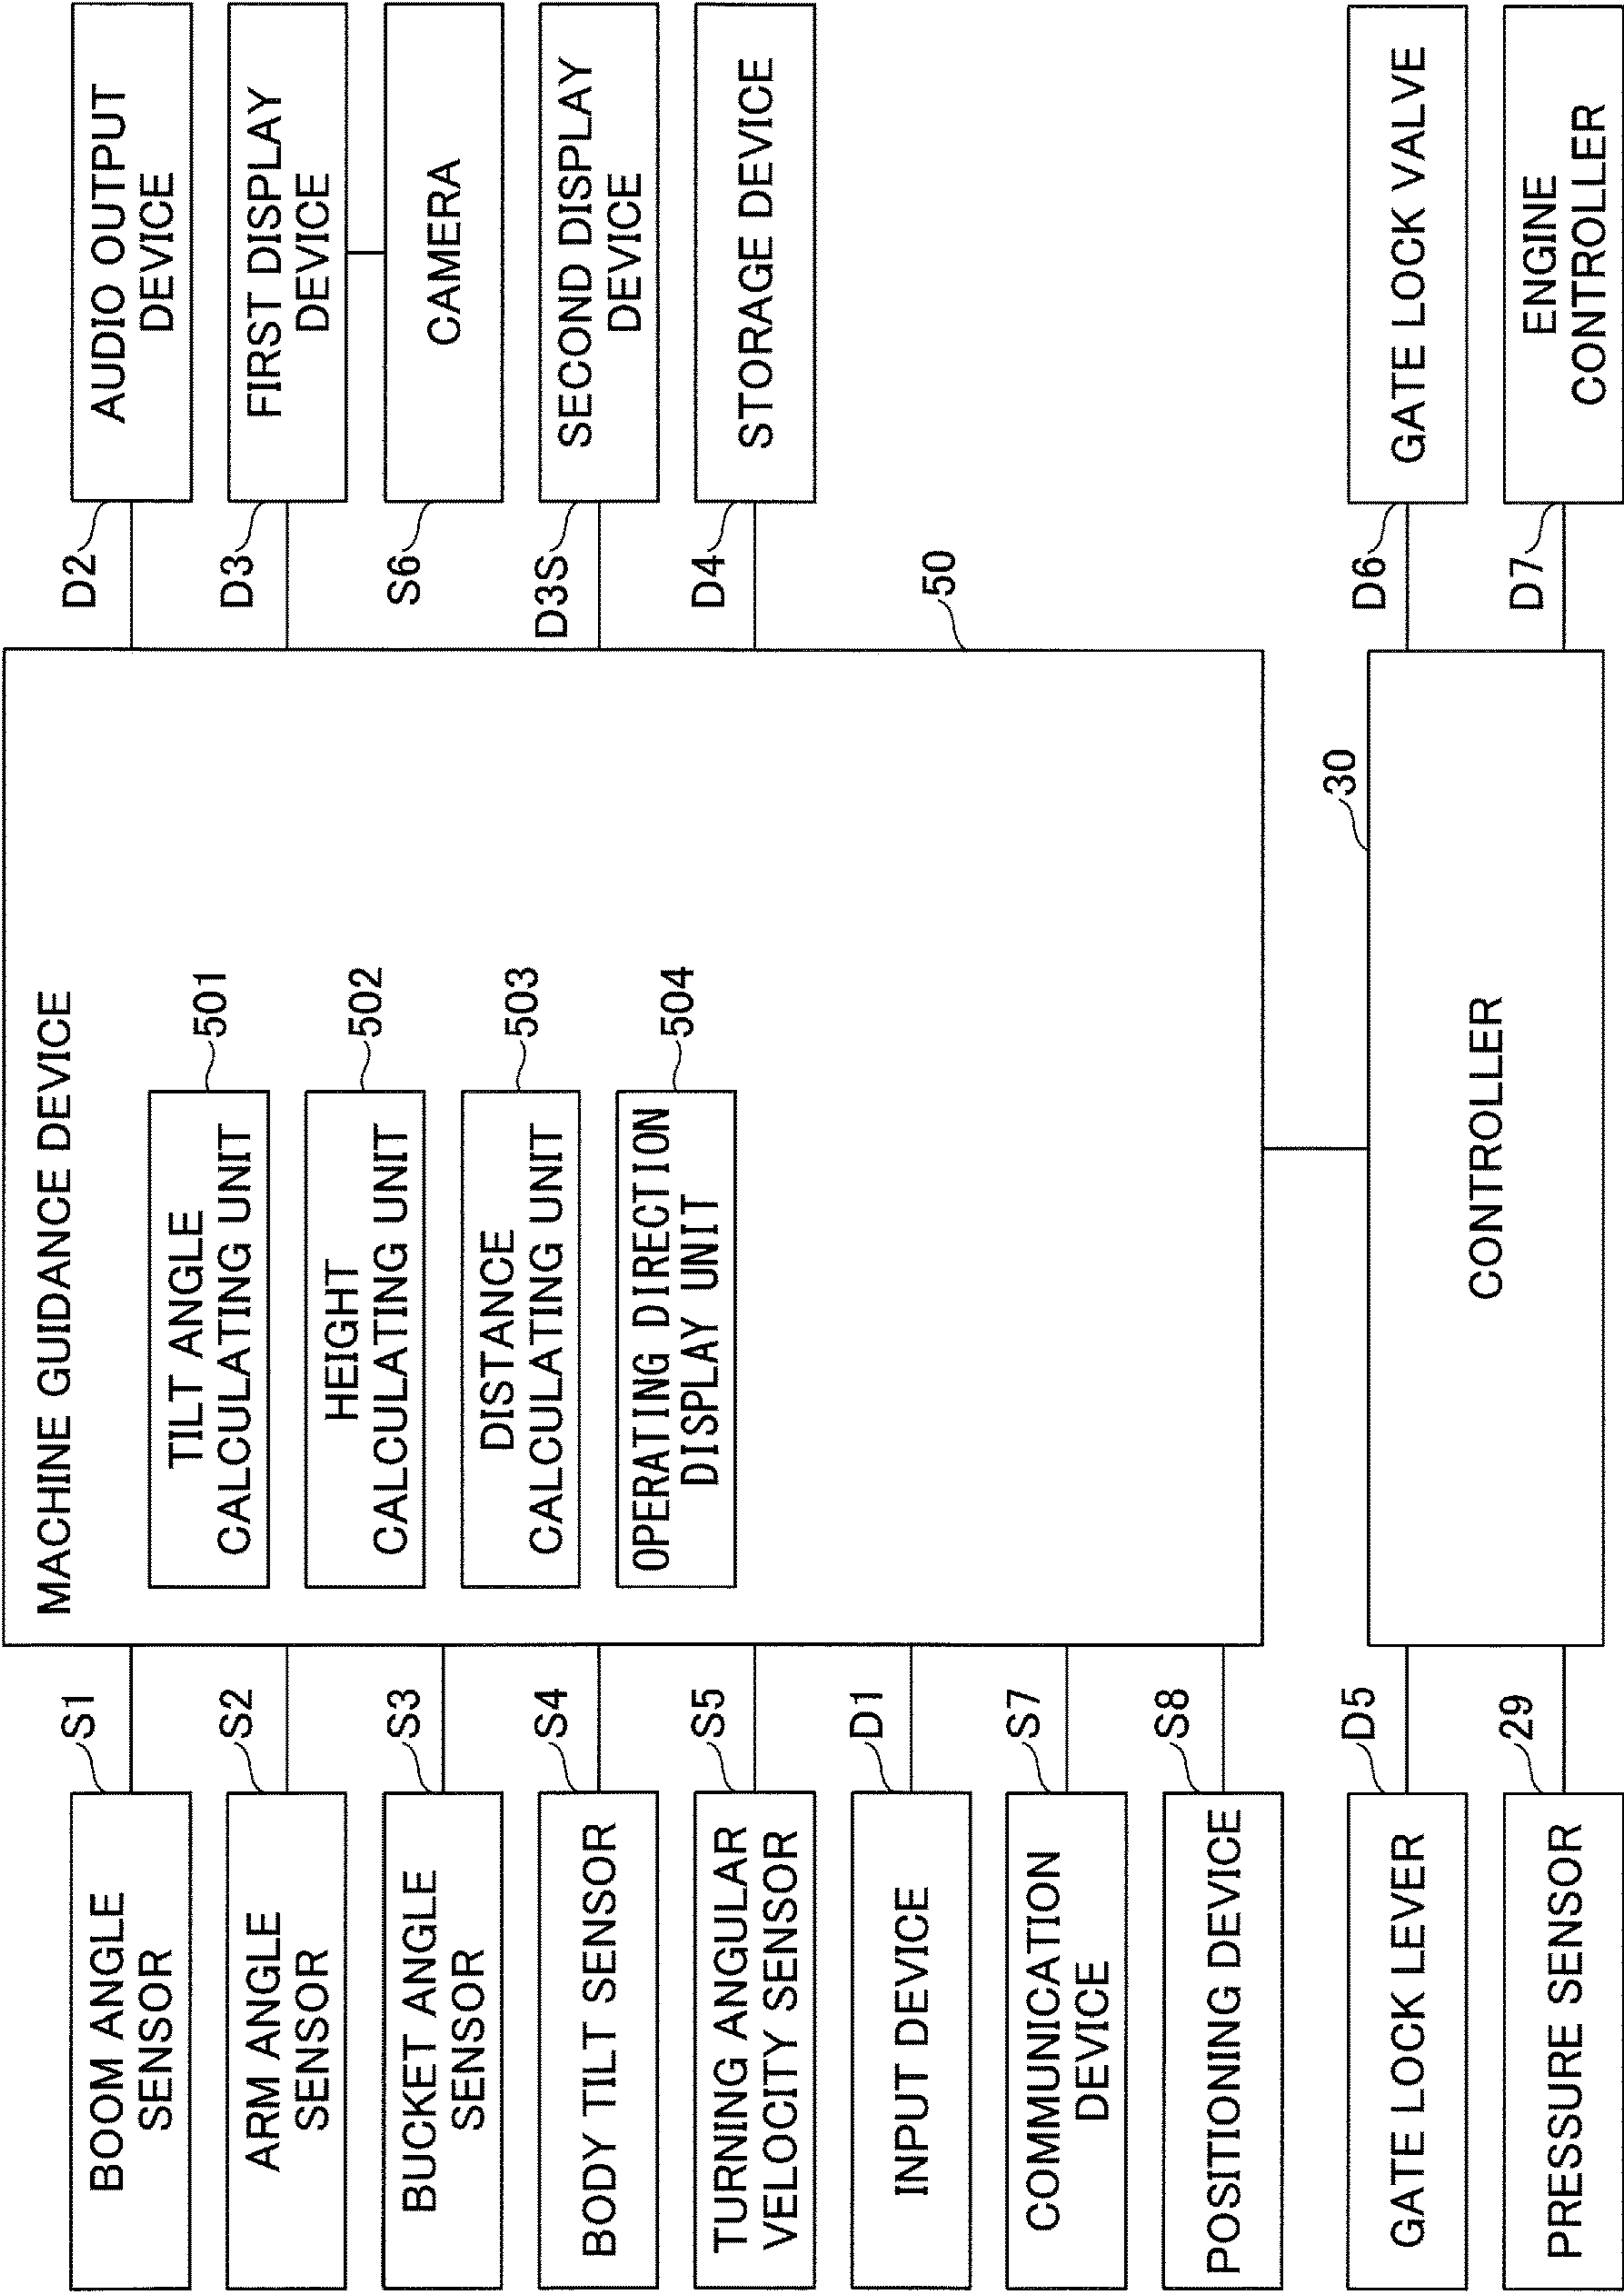 MACHINE GUIDANCE DEVICE
50
BOOM ANGLE
SENSOR
S1
ARM ANGLE
SENSOR
S2
BUCKET ANGLE
SENSOR
S3
BODY TILT SENSOR
S4
TURNING ANGULAR
VELOCITY SENSOR
S5
INPUT DEVICE
D1
COMMUNICATION
DEVICE
S7
POSITIONING DEVICE
S8
TILT ANGLE
CALCULATING UNIT
501
HEIGHT
CALCULATING UNIT
502
DISTANCE
CALCULATING UNIT
503
OPERATING DIRECTION
DISPLAY UNIT
504
D2
AUDIO OUTPUT
DEVICE
D3
FIRST DISPLAY
DEVICE
S6
CAMERA
D3S
SECOND DISPLAY
DEVICE
D4
STORAGE DEVICE
GATE LOCK LEVER
D5
PRESSURE SENSOR
29
CONTROLLER
30
D6
GATE LOCK VALVE
D7
ENGINE
CONTROLLER